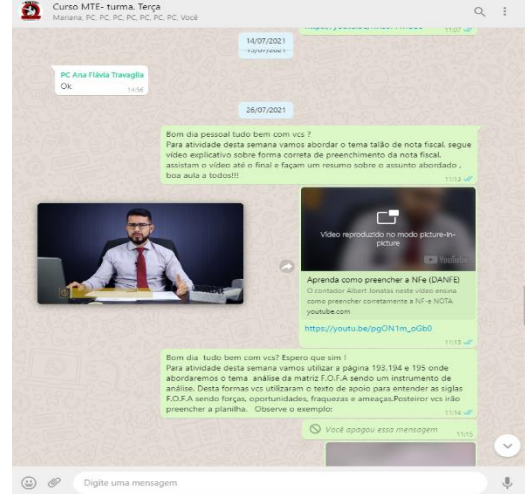 Curso MTE- turma. Terça
Mariana, PC, PC, PC, PC, PC, PC, PC, Você
11:07
14/07/2021
15/07/2021
PC Ana Flávia Travaglia
Ok
14:56
26/07/2021
Bom dia pessoal tudo bem com vcs ?
Para atividade desta semana vamos abordar o tema talão de nota fiscal. segue
vídeo explicativo sobre forma correta de preenchimento da nota fiscal.
assistam o vídeo até o final e façam um resumo sobre o assunto abordado ,
boa aula a todos!!!
11:13
Vídeo reproduzido no modo picture-in-
picture
YouTube
Aprenda como preencher a NFe (DANFE)
O contador Albert Jonatas neste vídeo ensina
como preencher corretamente a NF-e NOTA
youtube.com
https://youtu.be/pgON1m_oGb0
11:13
Bom dia tudo bem com vcs? Espero que sim !
Para atividade desta semana vamos utilizar a página 193,194 e 195 onde
abordaremos o tema análise da matriz F.O.F.A sendo um instrumento de
análise. Desta formas vcs utilizaram o texto de apoio para entender as siglas
F.O.F.A sendo forças, oportunidades, fraquezas e ameaças.Posteiror vcs irão
preencher a planilha. Observe o exemplo:
11:14
Você apagou essa mensagem
11:15
Digite uma mensagem